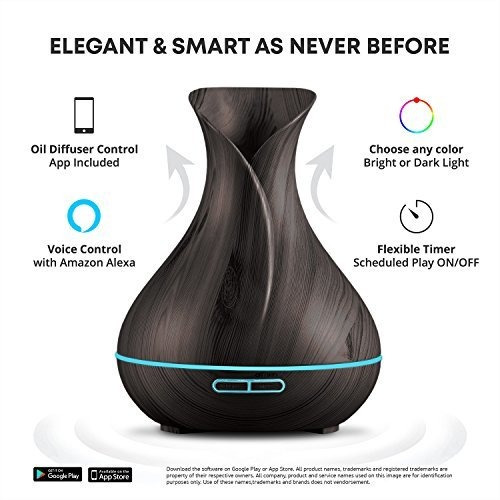 ELEGANT & SMART AS NEVER BEFORE
Oil Diffuser Control
App Included
Choose any color
Bright or Dark Light
Voice Control
with Amazon Alexa
Flexible Timer
Scheduled Play ON/OFF
GET IT ON
Google Play
Available on the
App Store
Download the software on Google Play or App Store. All product names, trademarks and registered trademarks are
property of their respective owners. All company, product and service names used on this image are for identification
purposes only. Use of these names,trademarks and brands does not vendorsement.